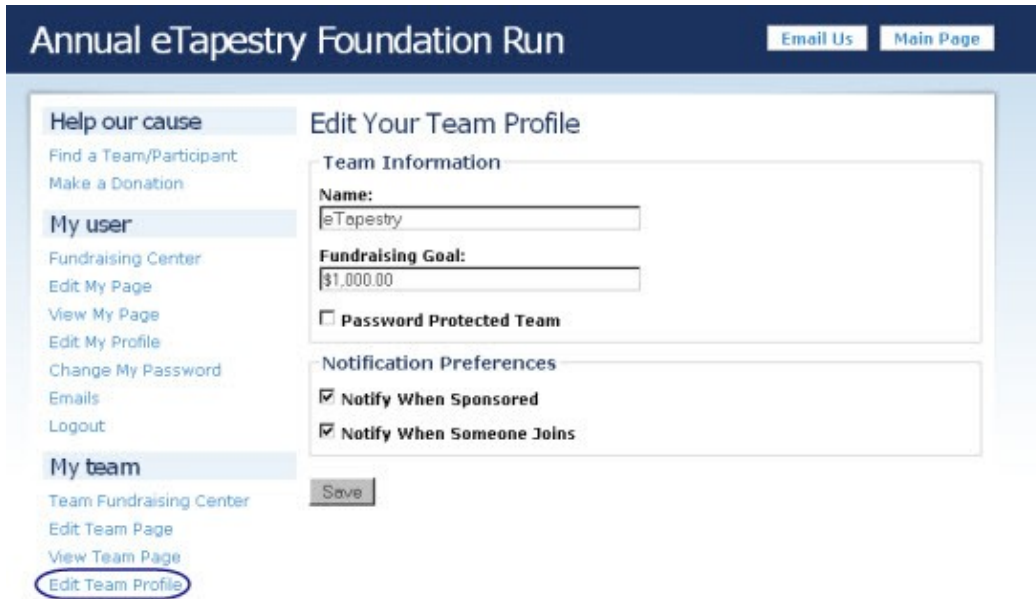 Annual eTapestry Foundation Run
Email Us
Main Page
Help our cause
Find a Team/Participant
Make a Donation
My user
Fundraising Center
Edit My Page
View My Page
Edit My Profile
Change My Password
Emails
Logout
My team
Team Fundraising Center
Edit Team Page
View Team Page
Edit Team Profile
Edit Your Team Profile
Team Information
Name:
eTapestry
Fundraising Goal:
$1,000.00
Password Protected Team
Notification Preferences
Notify When Sponsored
Notify When Someone Joins
Save